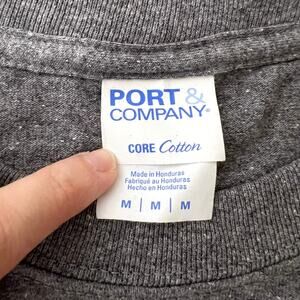 PORT &
COMPANY®
CORE Cotton
Made in Honduras
Fabriqué au Honduras
Hecho en Honduras
M | M | M